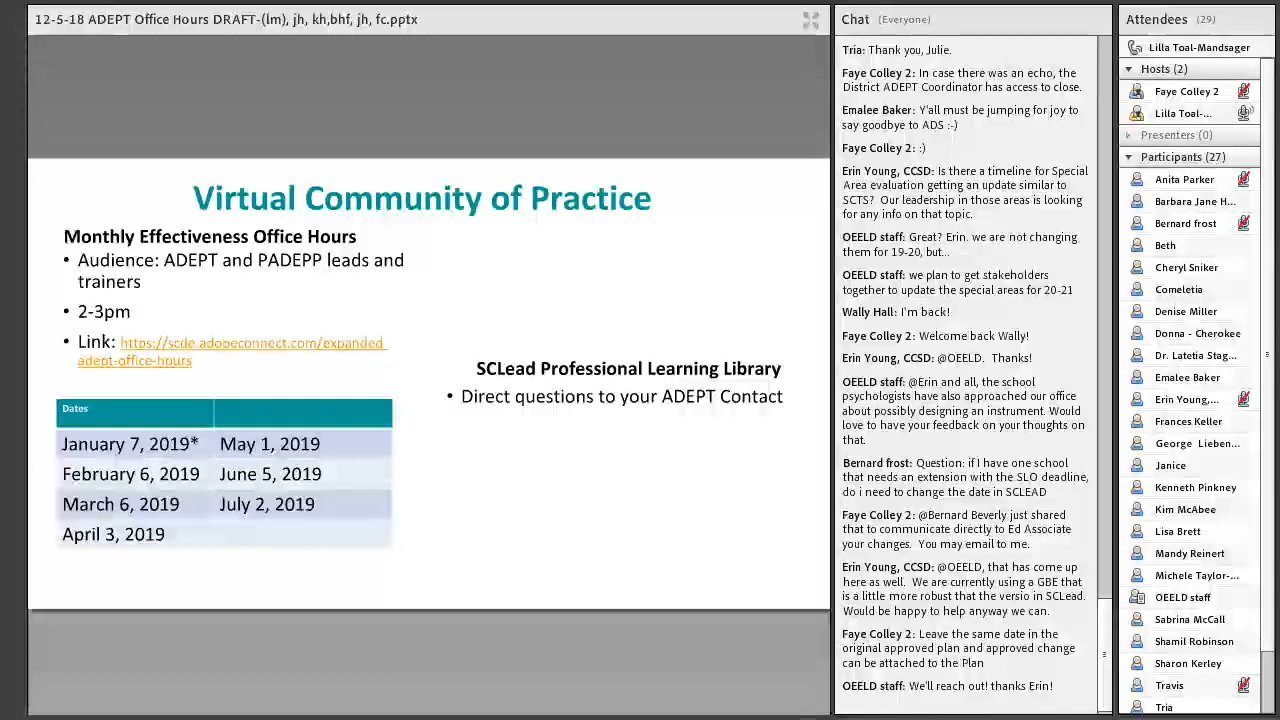 12-5-18 ADEPT Office Hours DRAFT-(lm), jh, kh,bhf, jh, fc.pptx
Virtual Community of Practice
Monthly Effectiveness Office Hours
• Audience: ADEPT and PADEPP leads and
trainers
• 2-3pm
• Link: https://scde.adobeconnect.com/expanded_
adept-office-hours
Dates
January 7, 2019* May 1, 2019
February 6, 2019 June 5, 2019
March 6, 2019 July 2, 2019
April 3, 2019
SCLead Professional Learning Library
• Direct questions to your ADEPT Contact
Chat (Everyone)
Tria: Thank you, Julie.
Faye Colley 2: In case there was an echo, the
District ADEPT Coordinator has access to close.
Emalee Baker: Y'all must be jumping for joy to
say goodbye to ADS :-)
Faye Colley 2: :)
Erin Young, CCSD: Is there a timeline for Special
Area evaluation getting an update similar to
SCTS? Our leadership in those areas is looking
for any info on that topic.
OEELD staff: Great? Erin. we are not changing
them for 19-20, but...
OEELD staff: we plan to get stakeholders
together to update the special areas for 20-21
Wally Hall: I'm back!
Faye Colley 2: Welcome back Wally!
Erin Young, CCSD: @OEELD. Thanks!
OEELD staff: @Erin and all, the school
psychologists have also approached our office
about possibly designing an instrument. Would
love to have your feedback on your thoughts on
that.
Bernard frost: Question: if I have one school
that needs an extension with the SLO deadline,
do i need to change the date in SCLEAD
Faye Colley 2: @Bernard Beverly just shared
that to communicate directly to Ed Associate
your changes. You may email to me.
Erin Young, CCSD: @OEELD, that has come up
here as well. We are currently using a GBE that
is a little more robust that the versio in SCLead.
Would be happy to help anyway we can.
Faye Colley 2: Leave the same date in the
original approved plan and approved change
can be attached to the Plan
OEELD staff: We'll reach out! thanks Erin!
Attendees (29)
Lilla Toal-Mandsager
Hosts (2)
Faye Colley 2
Lilla Toal-...
Presenters (0)
Participants (27)
Anita Parker
Barbara Jane H...
Bernard frost
Beth
Cheryl Sniker
Comeletia
Denise Miller
Donna - Cherokee
Dr. Latetia Stag...
Emalee Baker
Erin Young,...
Frances Keller
George Lieben...
Janice
Kenneth Pinkney
Kim McAbee
Lisa Brett
Mandy Reinert
Michele Taylor-...
OEELD staff
Sabrina McCall
Shamil Robinson
Sharon Kerley
Travis
Tria